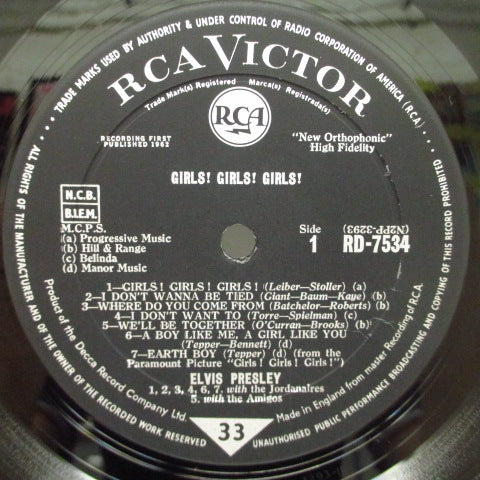 TRADE MARKS USED BY AUTHORITY & UNDER CONTROL OF RADIO CORPORATION OF AMERICA (RCA)
RCA VICTOR
Trade Mark(s) Registered Marca(s) Registrada(s)
RCA
RECORDING FIRST
PUBLISHED 1962
"New Orthophonic"
High Fidelity
GIRLS! GIRLS! GIRLS!
N.C.B.
B.I.E.M.
M.C.P.S.
(a) Progressive Music
(b) Hill & Range
(c) Belinda
(d) Manor Music
Side
1
(N2PP-3293)
RD-7534
1—GIRLS! GIRLS! GIRLS! (Leiber—Stoller) (a)
2—I DON'T WANNA BE TIED (Giant—Baum—Kaye) (b)
3—WHERE DO YOU COME FROM (Batchelor—Roberts) (b)
4—I DON'T WANT TO (Torre—Spielman) (c)
5—WE'LL BE TOGETHER (O'Curran—Brooks) (b)
6—A BOY LIKE ME, A GIRL LIKE YOU
(Tepper—Bennett) (d)
7—EARTH BOY (Tepper) (d) (from the
Paramount Picture "Girls! Girls! Girls!")
ELVIS PRESLEY
1, 2, 3, 4, 6, 7. with the Jordanaires
5. with the Amigos
Product of the Decca Record Company Ltd.
Made in England from master Recording of RCA.
33
ALL RIGHTS OF THE MANUFACTURER AND OF THE OWNER OF THE RECORDED WORK RESERVED
UNAUTHORISED PUBLIC PERFORMANCE BROADCASTING AND COPYING OF THIS RECORD PROHIBITED